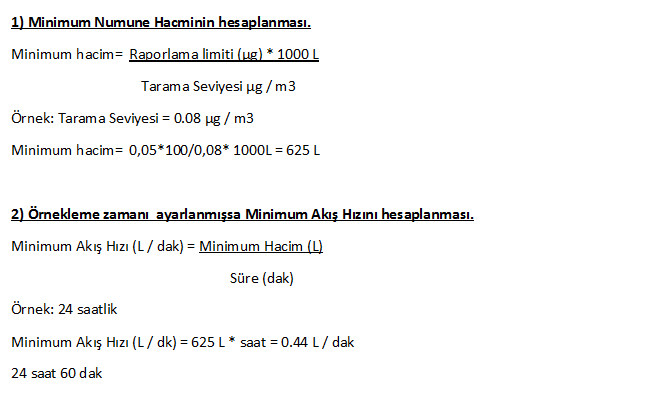 1) Minimum Numune Hacminin hesaplanması.
Minimum hacim= Raporlama limiti (µg) * 1000 L
Tarama Seviyesi µg / m3
Örnek: Tarama Seviyesi = 0.08 µg / m3
Minimum hacim= 0,05*100/0,08* 1000L = 625 L
2) Örnekleme zamanı ayarlanmışsa Minimum Akış Hızını hesaplanması.
Minimum Akış Hızı (L / dak) = Minimum Hacim (L)
Süre (dak)
Örnek: 24 saatlik
Minimum Akış Hızı (L / dk) = 625 L * saat = 0.44 L / dak
24 saat 60 dak